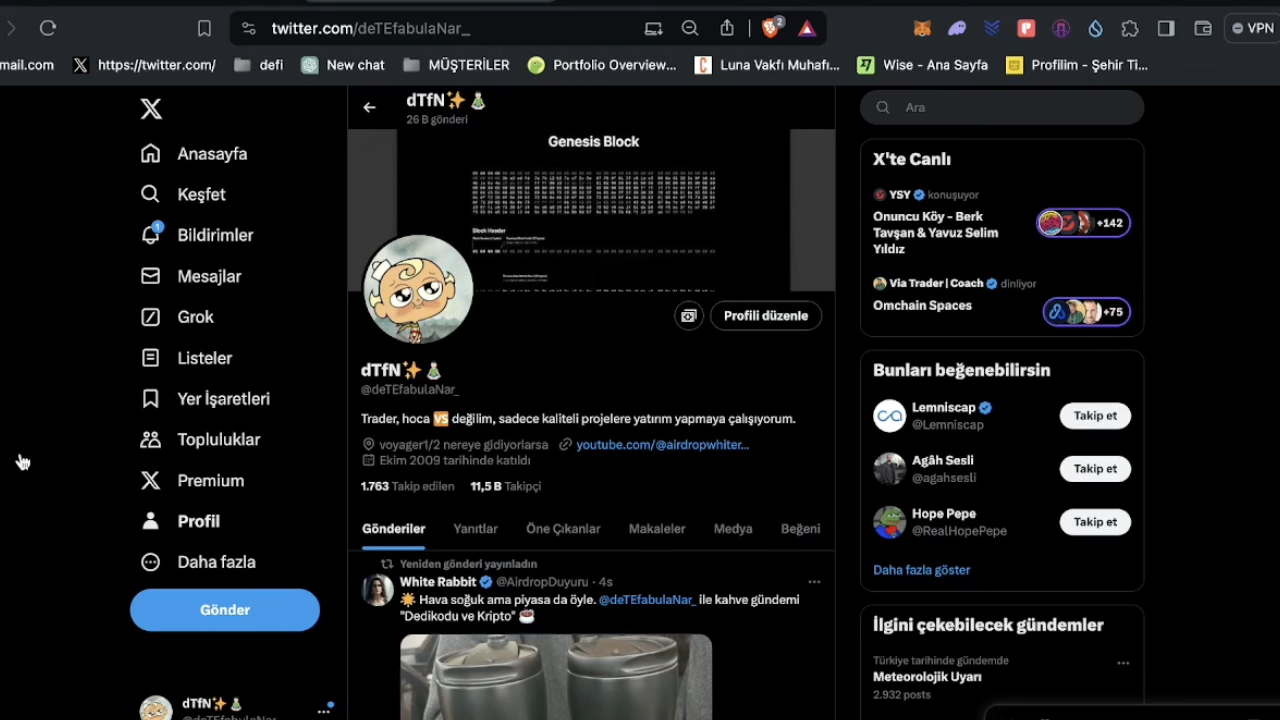 twitter.com/deTEfabulaNar_
2
VPN
mail.com
https://twitter.com/
defi
New chat
MÜŞTERİLER
Portfolio Overview...
Luna Vakfı Muhafı...
Wise - Ana Sayfa
Profilim - Şehir Ti...
Anasayfa
Keşfet
1
Bildirimler
Mesajlar
Grok
Listeler
Yer İşaretleri
Topluluklar
Premium
Profil
Daha fazla
Gönder
dTfN✨
@deTEfabulaNar_
dTfN✨
26 B gönderi
Genesis Block
Block Header
Profili düzenle
dTfN✨
@deTEfabulaNar_
Trader, hoca 🆚 değilim, sadece kaliteli projelere yatırım yapmaya çalışıyorum.
voyager1/2 nereye gidiyorlarsa youtube.com/@airdropwhiter...
Ekim 2009 tarihinde katıldı
1.763 Takip edilen 11,5 B Takipçi
Gönderiler Yanıtlar Öne Çıkanlar Makaleler Medya Beğeni
Yeniden gönderi yayınladın
White Rabbit @AirdropDuyuru · 4s
☀️ Hava soğuk ama piyasa da öyle. @deTEfabulaNar_ ile kahve gündemi
"Dedikodu ve Kripto" ☕
Ara
X'te Canlı
YSY konuşuyor
Onuncu Köy - Berk
Tavşan & Yavuz Selim
Yıldız
+142
Via Trader | Coach dinliyor
Omchain Spaces
+75
Bunları beğenebilirsin
Lemniscap
@Lemniscap
Takip et
Agâh Sesli
@agahsesli
Takip et
Hope Pepe
@RealHopePepe
Takip et
Daha fazla göster
İlgini çekebilecek gündemler
Türkiye tarihinde gündemde
Meteorolojik Uyarı
2.932 posts